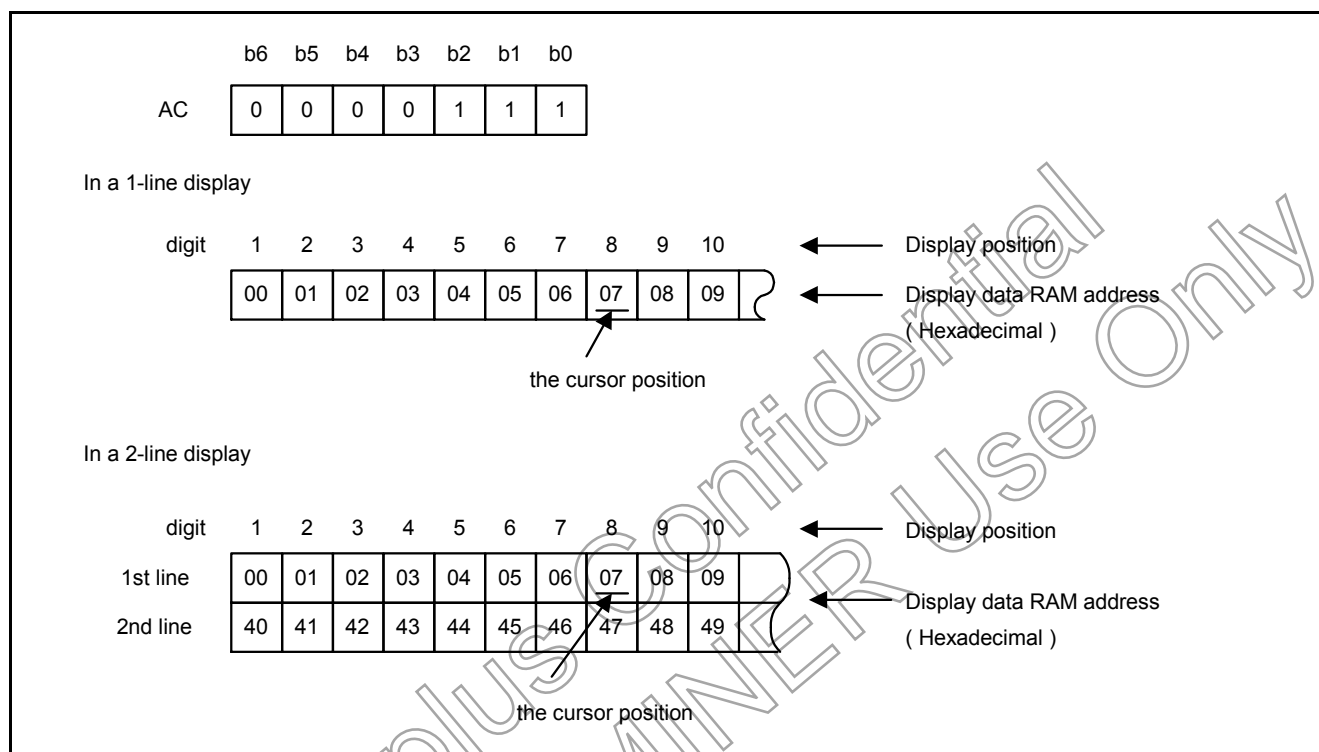 b6 b5 b4 b3 b2 b1 b0
AC 0 0 0 0 1 1 1
In a 1-line display
digit 1 2 3 4 5 6 7 8 9 10 Display position
00 01 02 03 04 05 06 07 08 09 Display data RAM address
( Hexadecimal )
the cursor position
In a 2-line display
digit 1 2 3 4 5 6 7 8 9 10 Display position
1st line 00 01 02 03 04 05 06 07 08 09
Display data RAM address
2nd line 40 41 42 43 44 45 46 47 48 49
( Hexadecimal )
the cursor position
plus Confidential
Use Only